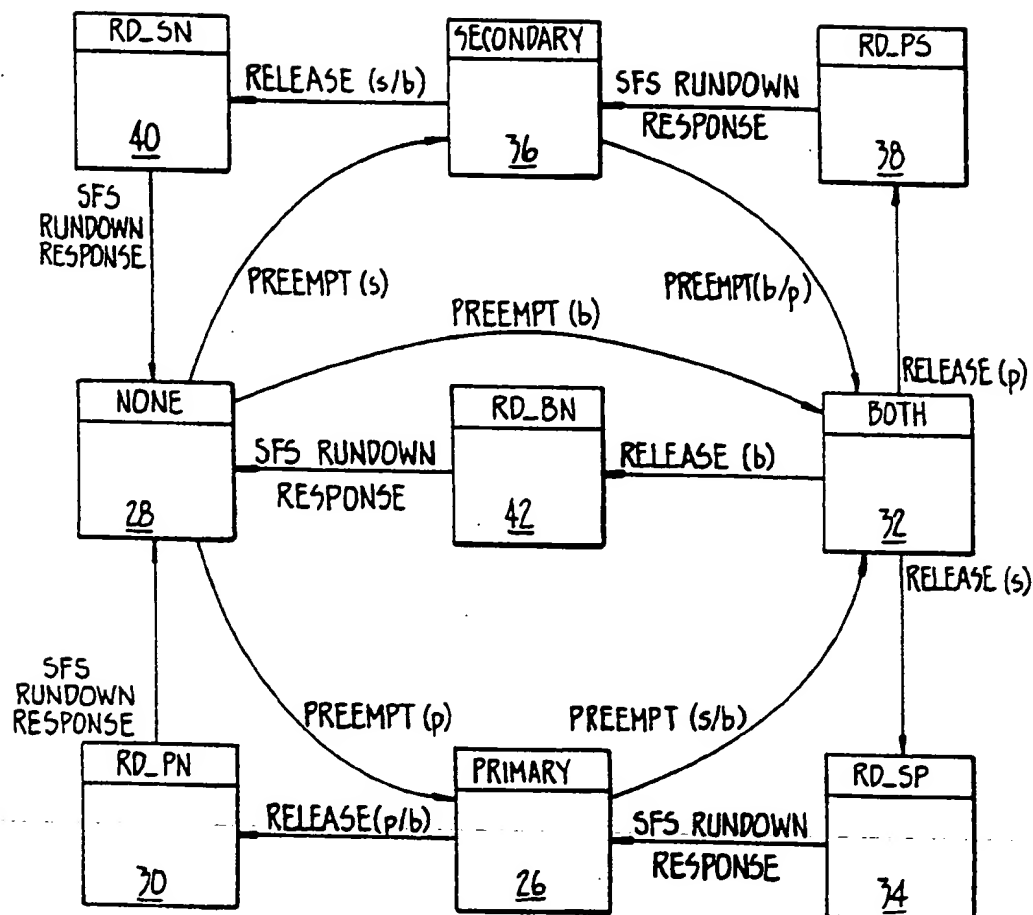 RD_SN
SECONDARY
RD_PS
RELEASE (s/b)
SFS RUNDOWN
RESPONSE
40
36
38
SFS
RUNDOWN
RESPONSE
PREEMPT (s)
PREEMPT(b/p)
PREEMPT (b)
RELEASE (p)
NONE
RD_BN
BOTH
SFS RUNDOWN
RESPONSE
RELEASE (b)
28
42
32
RELEASE (s)
SFS
RUNDOWN
RESPONSE
PREEMPT (p)
PREEMPT (s/b)
RD_PN
PRIMARY
RD_SP
RELEASE(p/b)
SFS RUNDOWN
RESPONSE
30
26
34